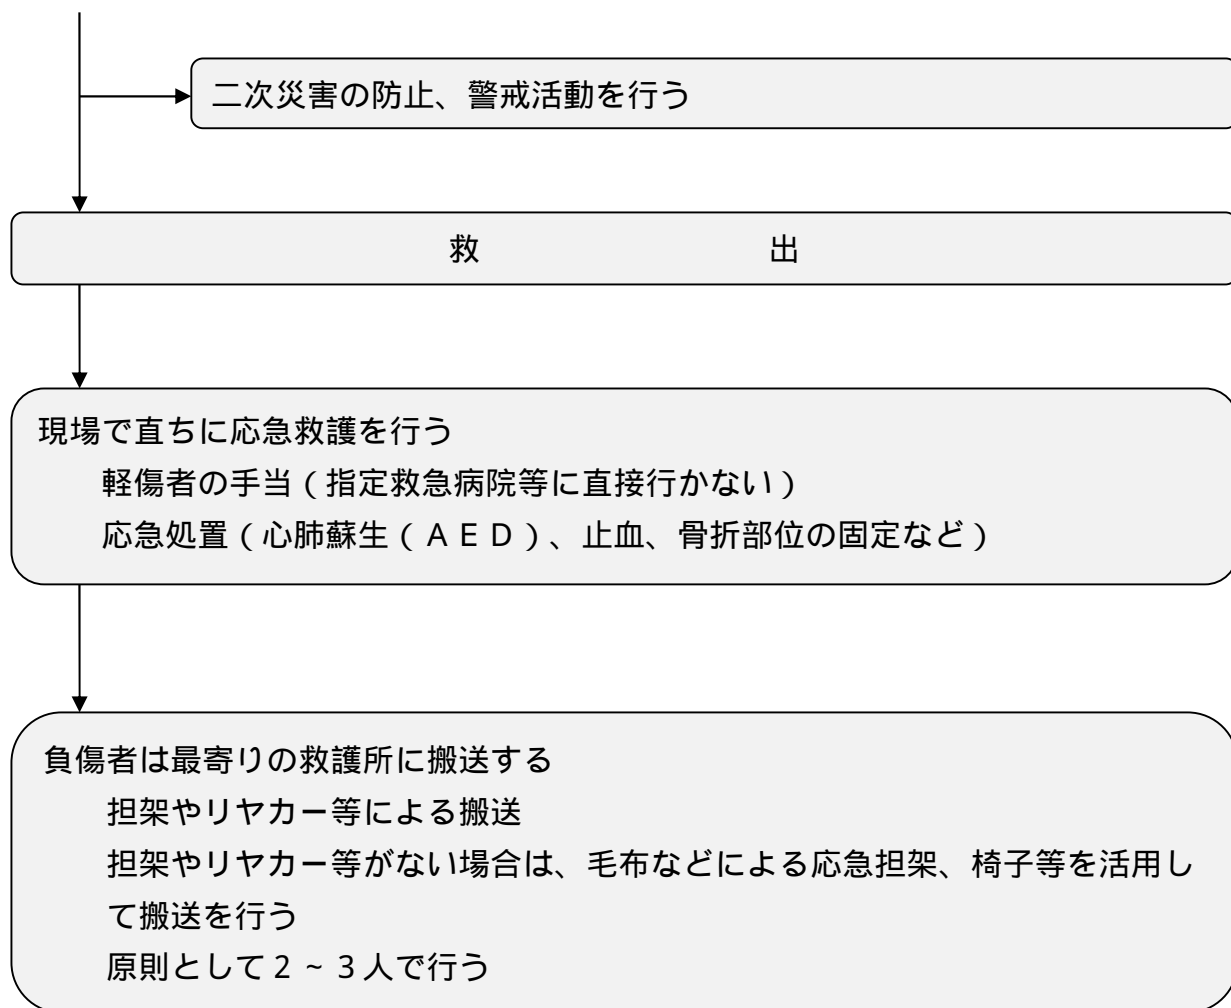 二次災害の防止、警戒活動を行う
救　　　　　　　　　出
現場で直ちに応急救護を行う
軽傷者の手当（指定救急病院等に直接行かない）
応急処置（心肺蘇生（ＡＥＤ）、止血、骨折部位の固定など）
負傷者は最寄りの救護所に搬送する
担架やリヤカー等による搬送
担架やリヤカー等がない場合は、毛布などによる応急担架、椅子等を活用し
て搬送を行う
原則として２～３人で行う